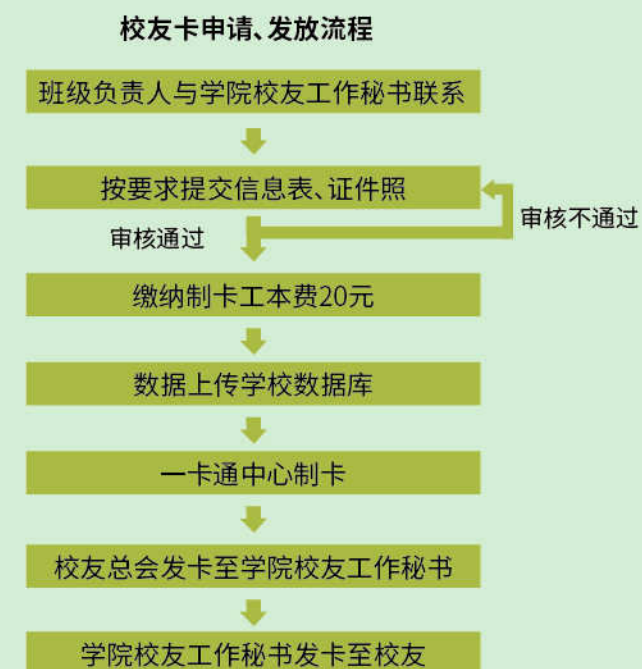 校友卡申请、发放流程
班级负责人与学院校友工作秘书联系
按要求提交信息表、证件照
审核不通过
审核通过
缴纳制卡工本费20元
数据上传学校数据库
一卡通中心制卡
校友总会发卡至学院校友工作秘书
学院校友工作秘书发卡至校友